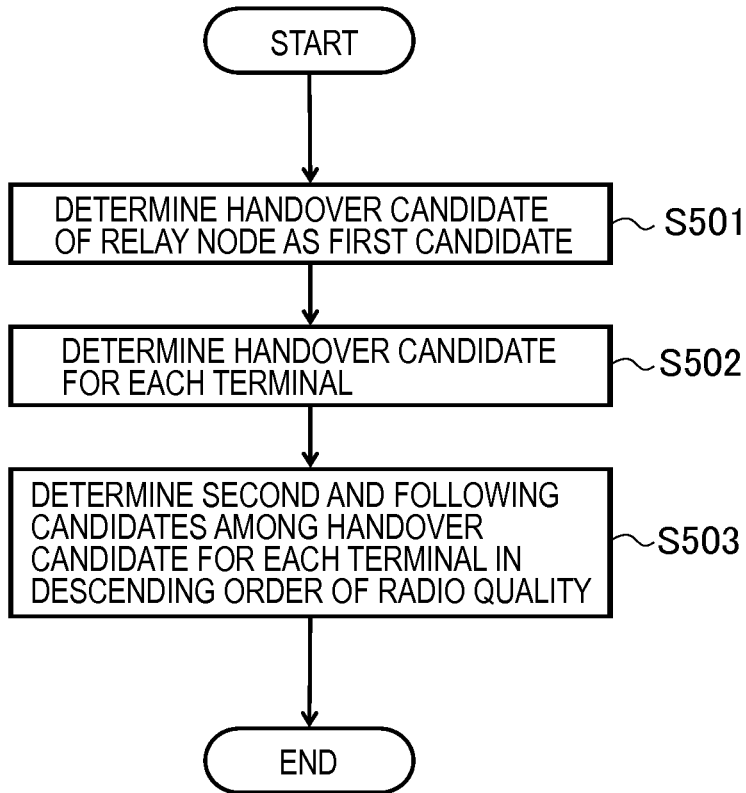 START
DETERMINE HANDOVER CANDIDATE
OF RELAY NODE AS FIRST CANDIDATE
S501
DETERMINE HANDOVER CANDIDATE
FOR EACH TERMINAL
S502
DETERMINE SECOND AND FOLLOWING
CANDIDATES AMONG HANDOVER
CANDIDATE FOR EACH TERMINAL IN
DESCENDING ORDER OF RADIO QUALITY
S503
END